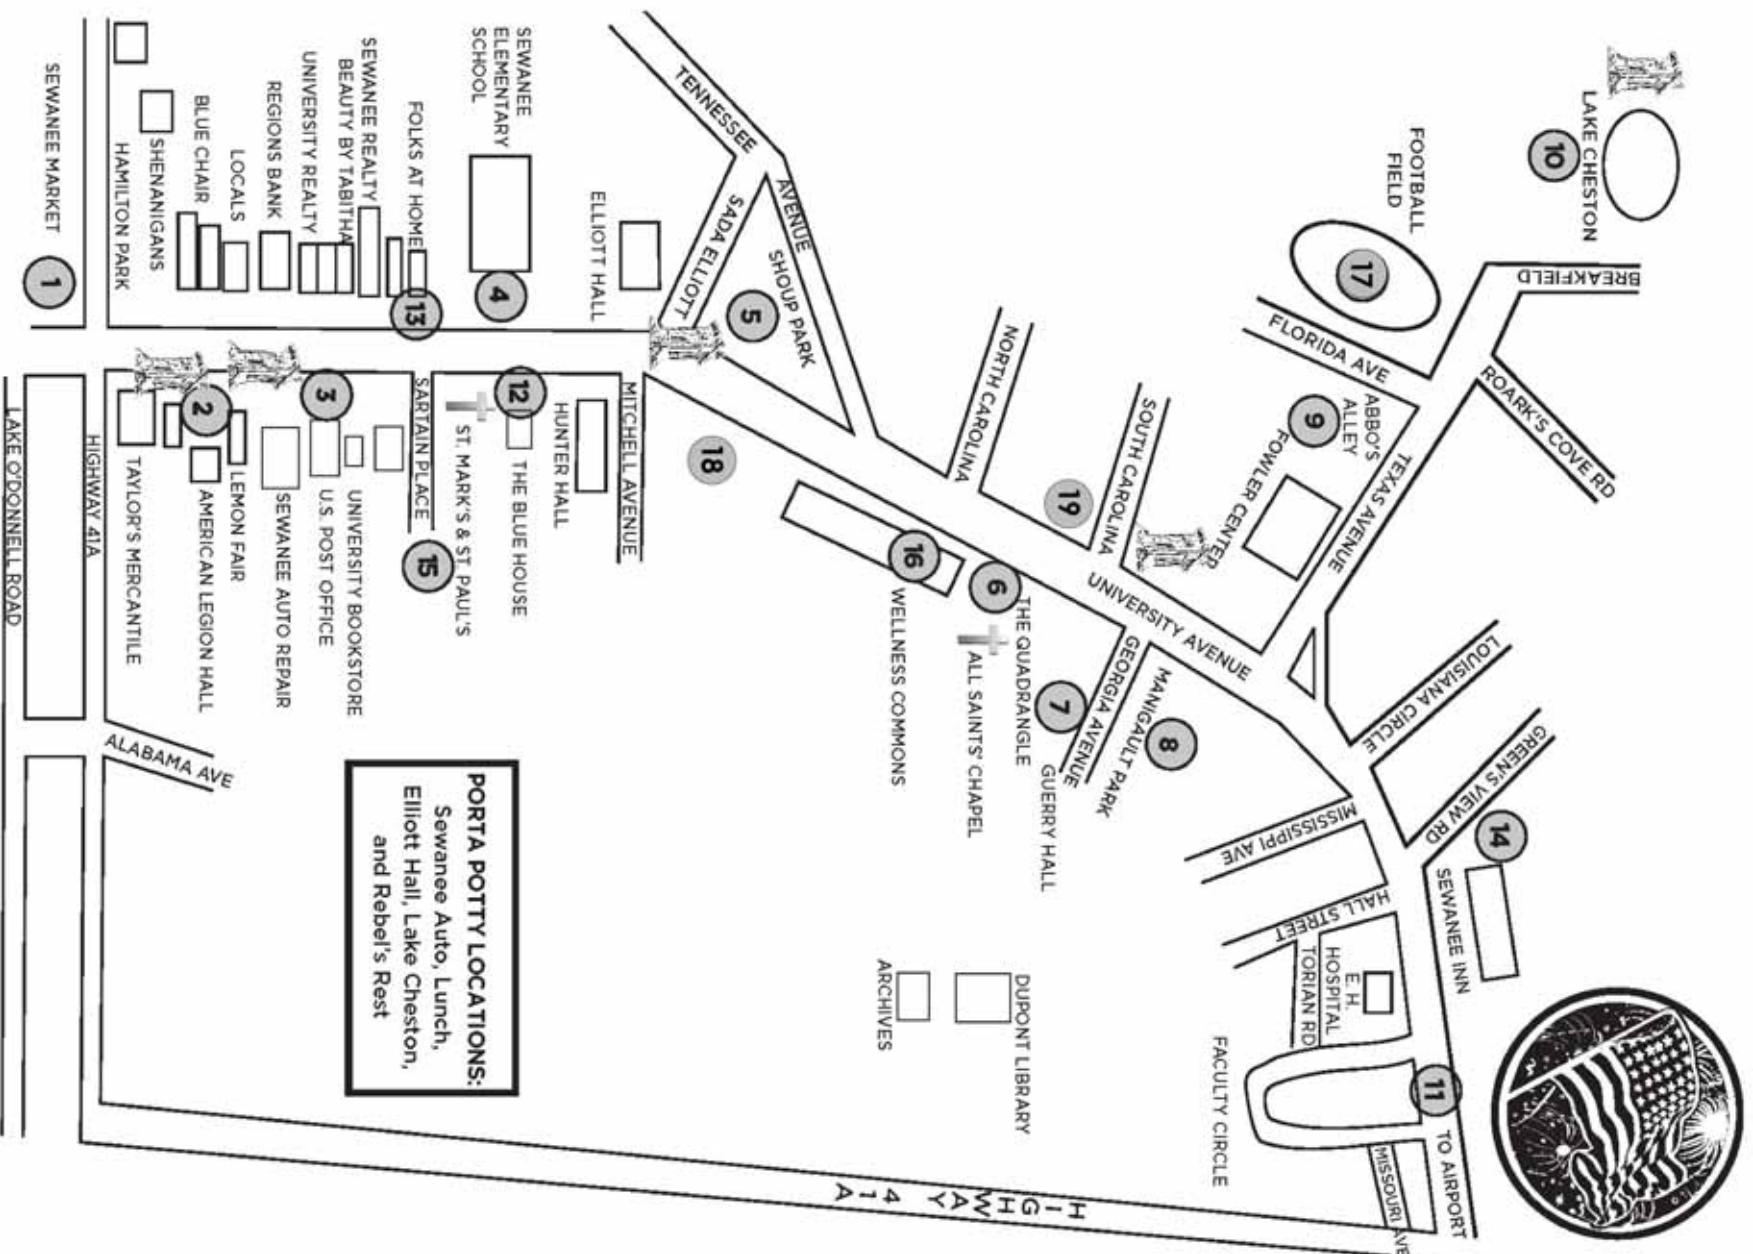 LAKE CHESTON
10
FOOTBALL
FIELD
17
BREAKFIELD
ROARK'S COVE RD
FLORIDA AVE
ABBO'S
ALLEY
9
FOWLER CENTER
TEXAS AVENUE
LOUISIANA CIRCLE
GREEN'S VIEW RD
14
SEWANEE INN
TENNESSEE
AVENUE
SADA ELLIOTT
SHOUP PARK
5
NORTH CAROLINA
SOUTH CAROLINA
19
UNIVERSITY AVENUE
MISSISSIPPI AVE
HALL STREET
E. H.
HOSPITAL
TORIAN RD
11
TO AIRPORT
MISSOURI AVE
FACULTY CIRCLE
18
16
WELLNESS COMMONS
6
THE QUADRANGLE
ALL SAINTS' CHAPEL
7
GEORGIA AVENUE
GUERRY HALL
MANIGAULT PARK
8
DUPONT LIBRARY
ARCHIVES
SEWANEE
ELEMENTARY
SCHOOL
4
ELLIOTT HALL
MITCHELL AVENUE
HUNTER HALL
12
THE BLUE HOUSE
ST. MARK'S & ST. PAUL'S
15
SARTAIN PLACE
FOLKS AT HOME
13
SEWANEE REALTY
BEAUTY BY TABITHA
UNIVERSITY REALTY
REGIONS BANK
LOCALS
BLUE CHAIR
SHENANIGANS
HAMILTON PARK
UNIVERSITY BOOKSTORE
3
U.S. POST OFFICE
SEWANEE AUTO REPAIR
LEMON FAIR
2
AMERICAN LEGION HALL
TAYLOR'S MERCANTILE
SEWANEE MARKET
1
HIGHWAY 41A
LAKE O'DONNELL ROAD
ALABAMA AVE
HIGHWAY 41A
PORTA POTTY LOCATIONS:
Sewanee Auto, Lunch,
Elliott Hall, Lake Cheston,
and Rebel's Rest